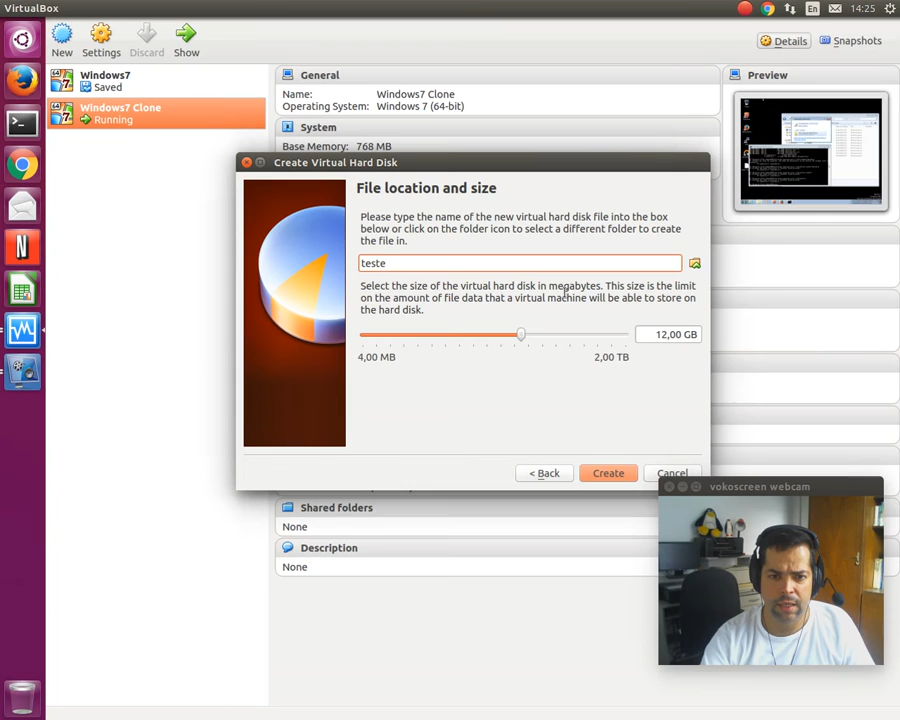 VirtualBox
En
14:25
New
Settings
Discard
Show
Details
Snapshots
Windows7
Saved
Windows7 Clone
Running
General
Name: Windows7 Clone
Operating System: Windows 7 (64-bit)
System
Base Memory: 768 MB
Preview
Create Virtual Hard Disk
File location and size
Please type the name of the new virtual hard disk file into the box
below or click on the folder icon to select a different folder to create
the file in.
teste
Select the size of the virtual hard disk in megabytes. This size is the limit
on the amount of file data that a virtual machine will be able to store on
the hard disk.
12,00 GB
4,00 MB 2,00 TB
< Back
Create
Cancel
vokoscreen webcam
Shared folders
None
Description
None